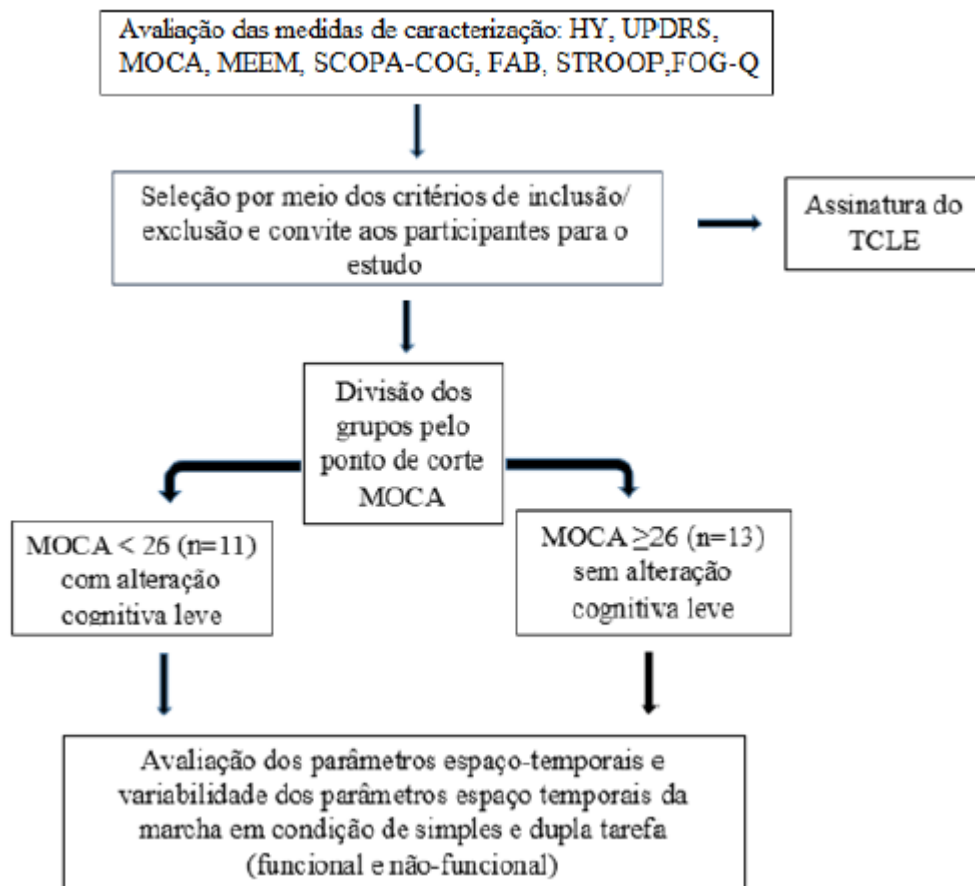 Avaliação das medidas de caracterização: HY, UPDRS,
MOCA, MEEM, SCOPA-COG, FAB, STROOP,FOG-Q
Seleção por meio dos critérios de inclusão/
exclusão e convite aos participantes para o
estudo
Assinatura do
TCLE
Divisão dos
grupos pelo
ponto de corte
MOCA
MOCA < 26 (n=11)
com alteração
cognitiva leve
MOCA ≥26 (n=13)
sem alteração
cognitiva leve
Avaliação dos parâmetros espaço-temporais e
variabilidade dos parâmetros espaço temporais da
marcha em condição de simples e dupla tarefa
(funcional e não-funcional)